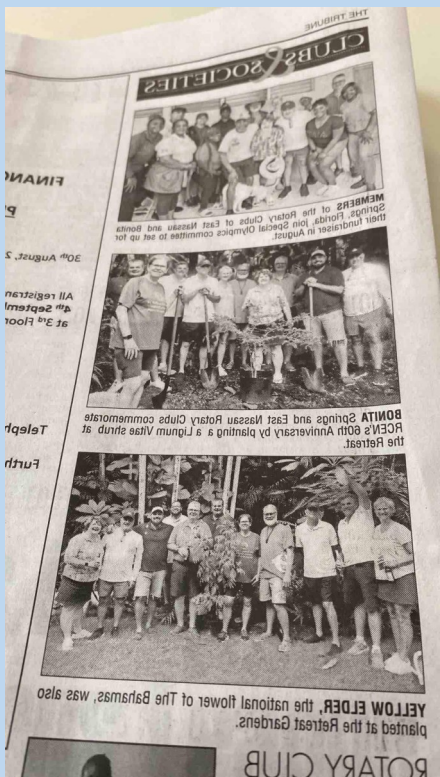 THE TRIBUNE
CLUBS & SOCIETIES
MEMBERS of the Rotary Clubs of East Nassau and Bonita
Springs, Florida, join Special Olympics committee to set up for
their fundraiser in August.
BONITA Springs and East Nassau Rotary Clubs commemorate
RCEN's 60th Anniversary by planting a a Lignum Vitae shrub at
the Retreat.
YELLOW ELDER, the national flower of The Bahamas, was also
planted at the Retreat Gardens.
ROTARY CLUB
30th August, 2
All registran
4th Septem
at 3rd Floor
Teleph
Furth